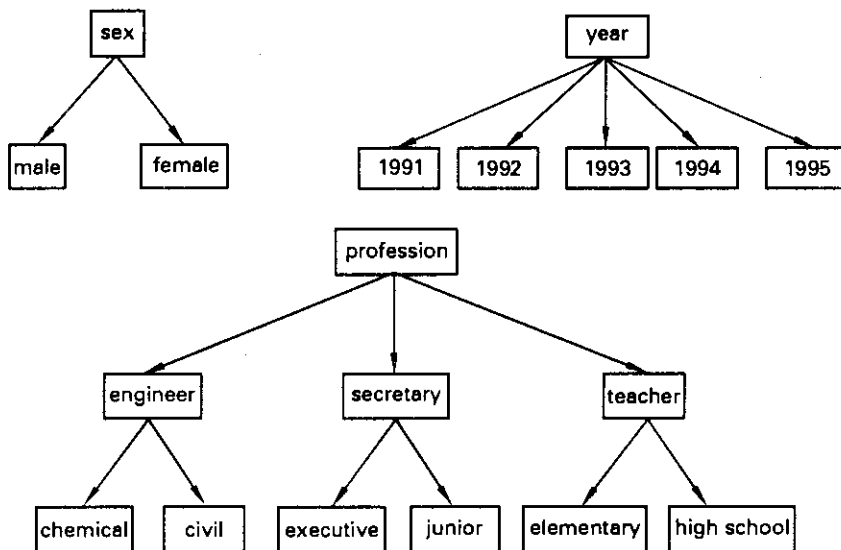 sex
year
male
female
1991
1992
1993
1994
1995
profession
engineer
secretary
teacher
chemical
civil
executive
junior
elementary
high school